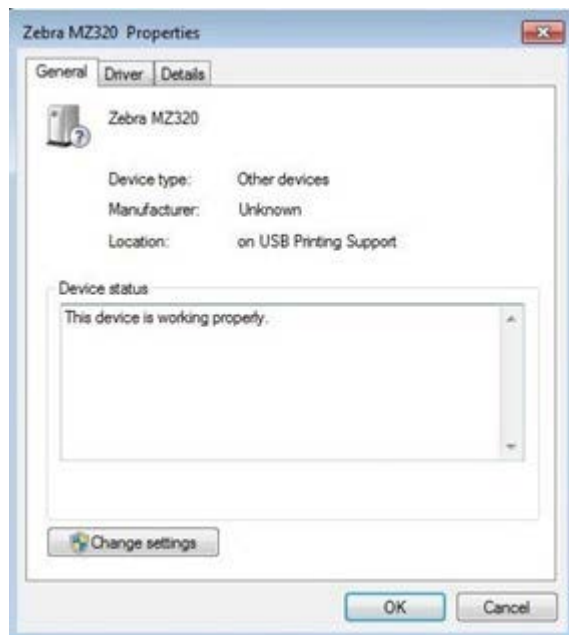 Zebra MZ320 Properties
General Driver Details
Zebra MZ320
Device type: Other devices
Manufacturer: Unknown
Location: on USB Printing Support
Device status
This device is working properly.
Change settings
OK Cancel